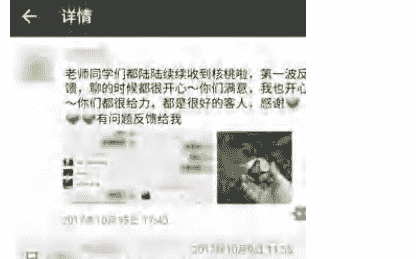 详情
老师同学们都陆陆续续收到核桃啦，第一波反
馈，聊的时候都很开心～你们满意，我也开心
～你们都很给力，都是很好的客人，感谢
有问题反馈给我
2017年10月15日 17:40
2017年10月9日 11:55